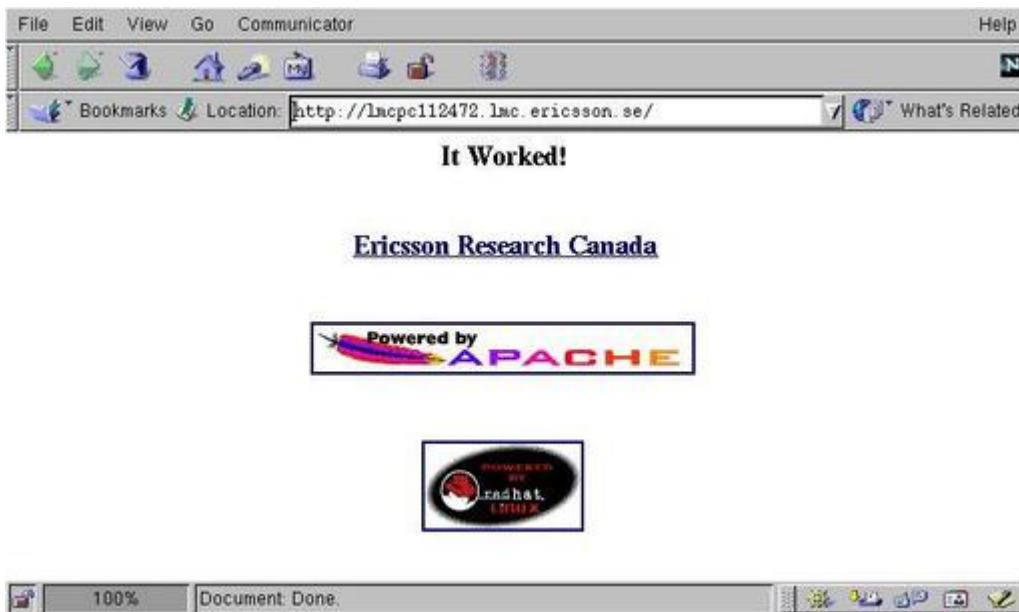 File Edit View Go Communicator Help
My
N
Bookmarks Location: http://lmcpc112472.lmc.ericsson.se/ What's Related
It Worked!
Ericsson Research Canada
Powered by
APACHE
POWERED
BY
redhat.
LINUX
100% Document: Done.